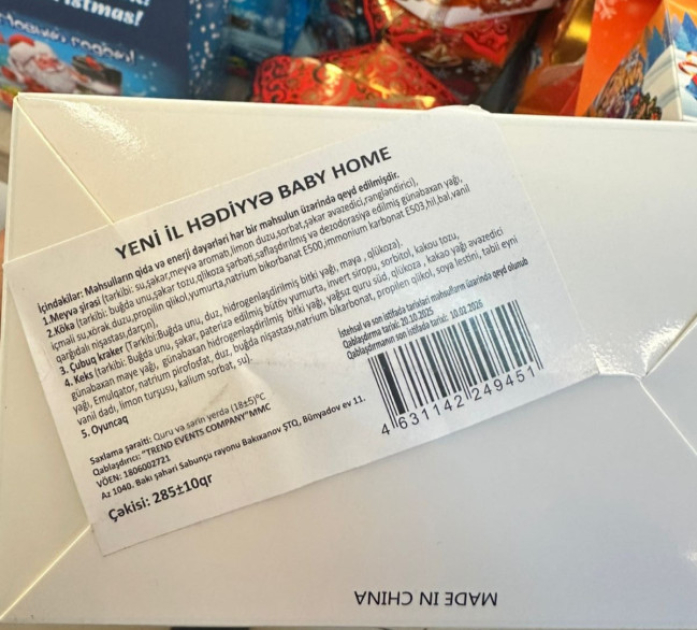 istmas!
YENİ İL HƏDİYYƏ BABY HOME
İçindəkilər: Məhsulların qida və enerji dəyərləri hər bir məhsulun üzərində qeyd edilmişdir.
1.Meyvə şirəsi (tərkibi: su,şəkər,meyvə aromatı,limon duzu,sorbat,şəkər əvəzedici,rəngləndirici),
2.Köka (tərkibi: buğda unu,şəkər tozu,qlikoza şərbəti,saflaşdırılmış və dezodorasiya edilmiş günəbaxan yağı,
içməli su,xörək duzu,propilin qlikol,yumurta,natrium bikorbanat E500,immonium karbonat E503,hil,bal,vanil
qarğıdalı nişastası,darçın),
3. Çubuq kraker (Tərkibi:Buğda unu, duz, hidrogenləşdirilmiş bitki yağı, maya , qlükoza).
4. Keks (tərkibi: Buğda unu, şəkər, paterizə edilmiş bütöv yumurta, invert siropu, sorbitol, kakou tozu,
günəbaxan maye yağı, günəbaxan hidrogenləşdirilmiş bitki yağı, yağsız quru süd, qlükoza , kakao yağı əvəzedici
yağı, Emulqator, natrium pirofosfat, duz, buğda nişastası,natrium bikarbonat, propilen qlikol, soya lestini, təbii eyni
vanil dadı, limon turşusu, kalium sorbat, su)
5. Oyuncaq
İstehsal və son istifadə tarixləri məhsulların üzərində qeyd olunub
Qablaşdırma tarixi: 20.10.2025
Qablaşdırmanın son istifadə tarixi: 10.02.2026
4 631142 249451
Saxlama şəraiti: Quru və sərin yerdə (18±5)°C
Qablaşdırıcı: "TREND EVENTS COMPANY"MMC
VÖEN: 1806002721
Az 1040. Bakı şəhəri Sabunçu rayonu Bakıxanov ŞTQ, Bünyadov ev 11.
Çəkisi: 285±10qr
MADE IN CHINA